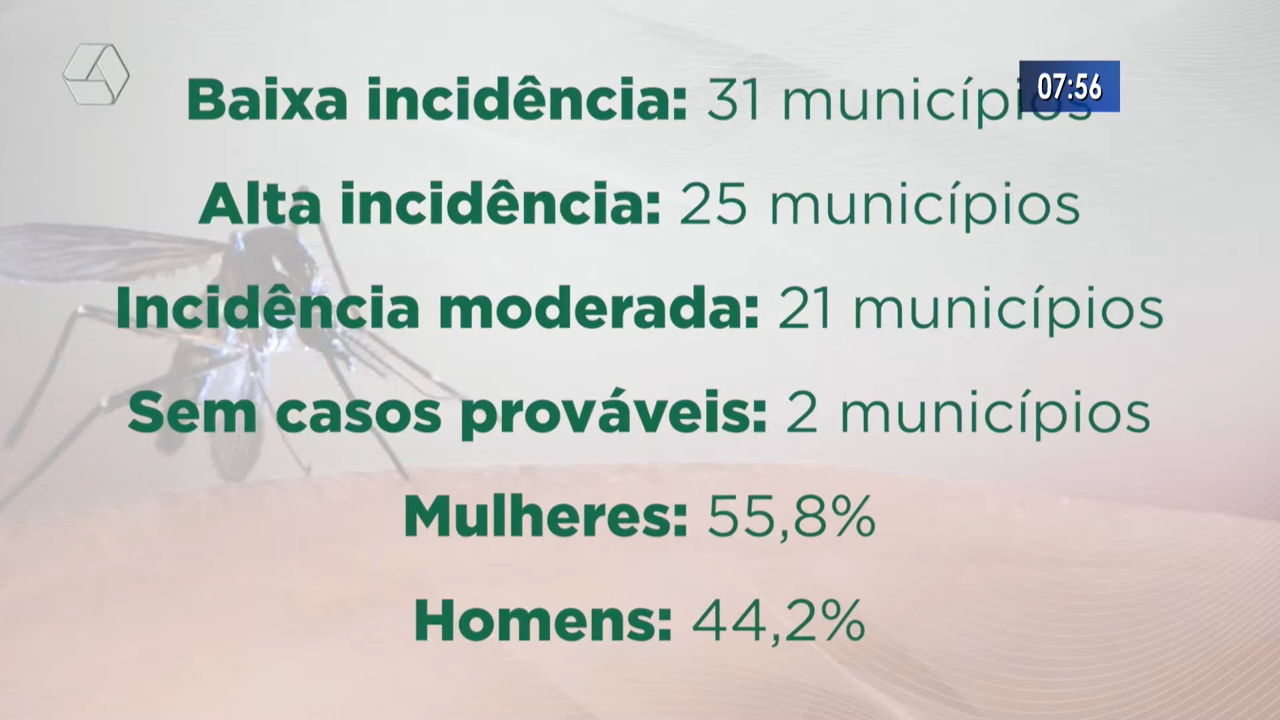 Baixa incidência: 31 municípios
07:56
Alta incidência: 25 municípios
Incidência moderada: 21 municípios
Sem casos prováveis: 2 municípios
Mulheres: 55,8%
Homens: 44,2%